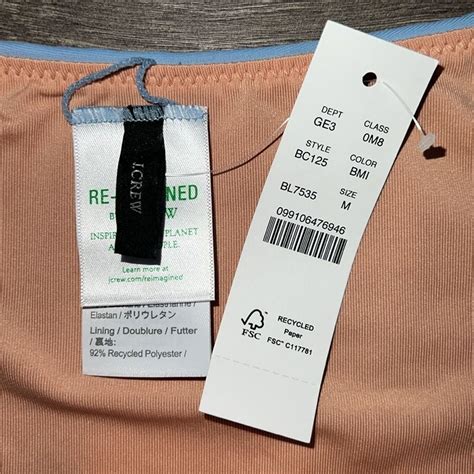 RE- NED
J.CREW
INSPI PLANET
PLE.
Learn more at
jcrew.com/reimagined
Elastan / ポリウレタン
Lining / Doublure / Futter
/ 裏地:
92% Recycled Polyester /
DEPT CLASS
GE3 0M8
STYLE COLOR
BC125 BMI
BL7535 SIZE
M
099106476946
FSC
RECYCLED
Paper
FSC™ C117781